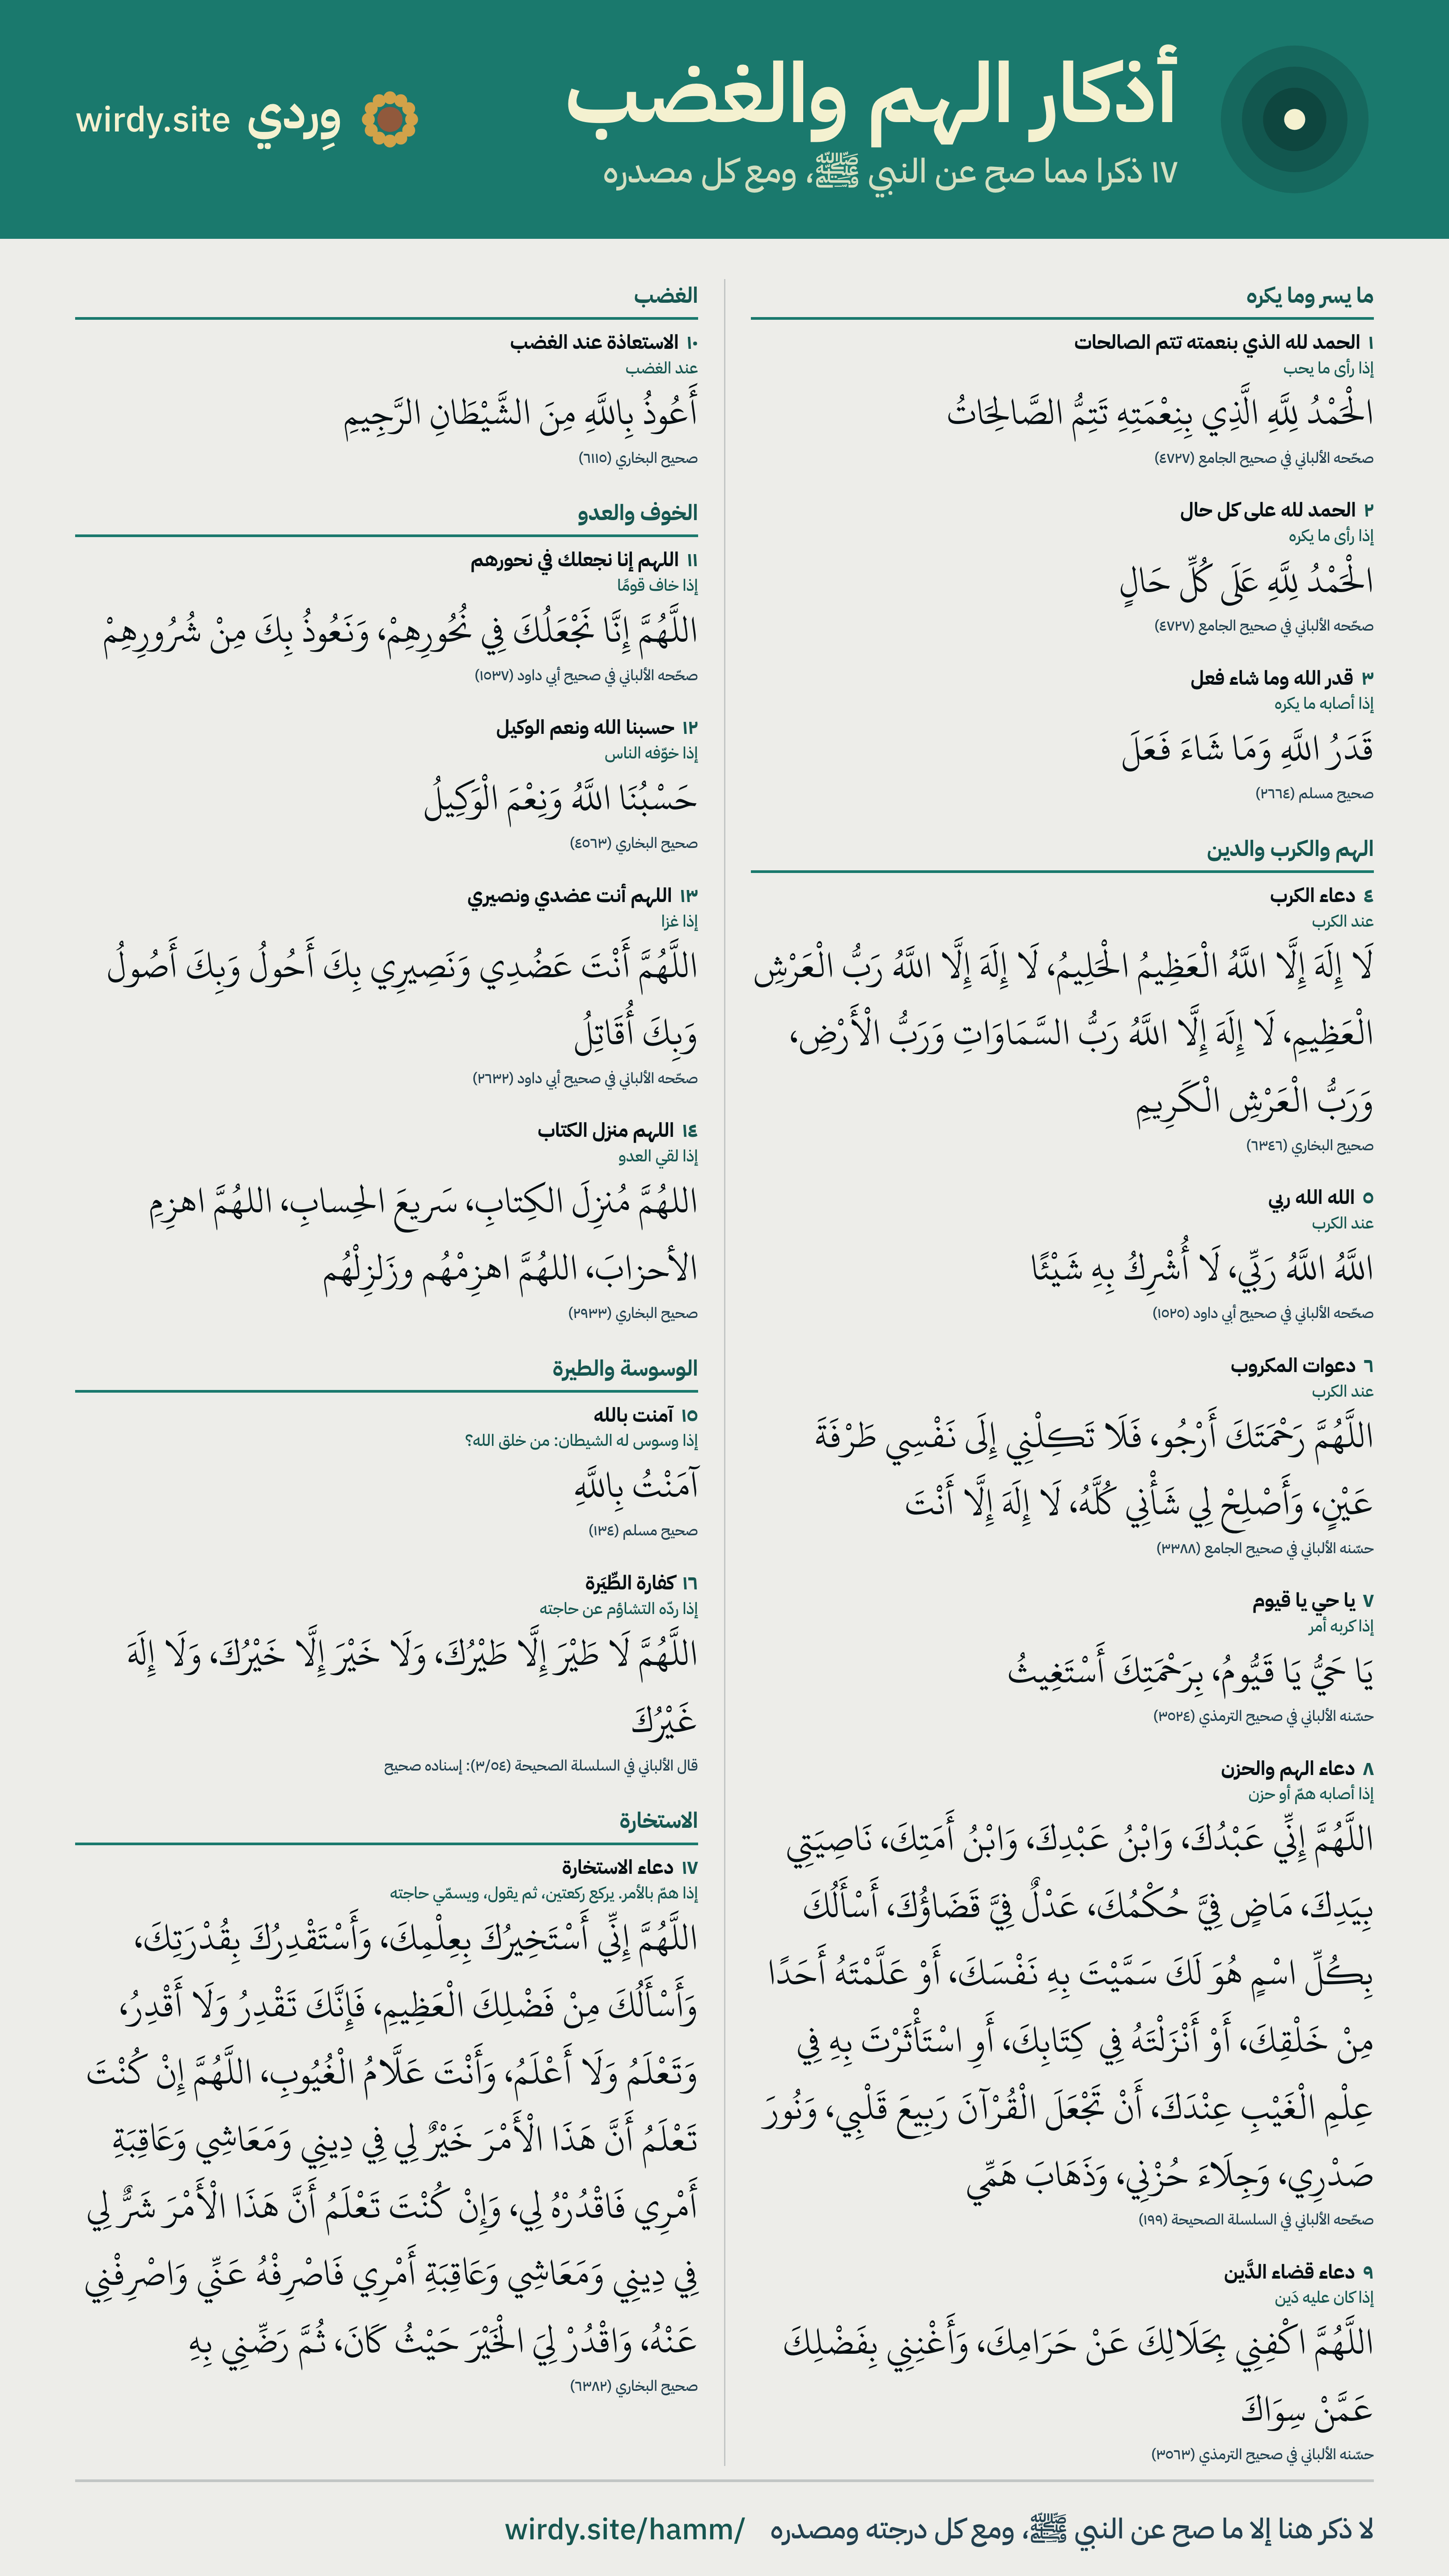 أذكار الهم والغضب
١٧ ذكرا مما صح عن النبي ﷺ، ومع كل مصدره
وِردي wirdy.site
ما يسر وما يكره
١ الحمد لله الذي بنعمته تتم الصالحات
إذا رأى ما يحب
الْحَمْدُ لِلَّهِ الَّذِي بِنِعْمَتِهِ تَتِمُّ الصَّالِحَاتُ
صحّحه الألباني في صحيح الجامع (٤٧٢٧)
٢ الحمد لله على كل حال
إذا رأى ما يكره
الْحَمْدُ لِلَّهِ عَلَى كُلِّ حَالٍ
صحّحه الألباني في صحيح الجامع (٤٧٢٧)
٣ قدر الله وما شاء فعل
إذا أصابه ما يكره
قَدَرُ اللَّهِ وَمَا شَاءَ فَعَلَ
صحيح مسلم (٢٦٦٤)
الهم والكرب والدين
٤ دعاء الكرب
عند الكرب
لَا إِلَهَ إِلَّا اللَّهُ الْعَظِيمُ الْحَلِيمُ، لَا إِلَهَ إِلَّا اللَّهُ رَبُّ الْعَرْشِ
الْعَظِيمِ، لَا إِلَهَ إِلَّا اللَّهُ رَبُّ السَّمَاوَاتِ وَرَبُّ الْأَرْضِ،
وَرَبُّ الْعَرْشِ الْكَرِيمِ
صحيح البخاري (٦٣٤٦)
٥ الله الله ربي
عند الكرب
اللَّهُ اللَّهُ رَبِّي، لَا أُشْرِكُ بِهِ شَيْئًا
صحّحه الألباني في صحيح أبي داود (١٥٢٥)
٦ دعوات المكروب
عند الكرب
اللَّهُمَّ رَحْمَتَكَ أَرْجُو، فَلَا تَكِلْنِي إِلَى نَفْسِي طَرْفَةَ
عَيْنٍ، وَأَصْلِحْ لِي شَأْنِي كُلَّهُ، لَا إِلَهَ إِلَّا أَنْتَ
حسّنه الألباني في صحيح الجامع (٣٣٨٨)
٧ يا حي يا قيوم
إذا كربه أمر
يَا حَيُّ يَا قَيُّومُ، بِرَحْمَتِكَ أَسْتَغِيثُ
حسّنه الألباني في صحيح الترمذي (٣٥٢٤)
٨ دعاء الهم والحزن
إذا أصابه همّ أو حزن
اللَّهُمَّ إِنِّي عَبْدُكَ، وَابْنُ عَبْدِكَ، وَابْنُ أَمَتِكَ، نَاصِيَتِي
بِيَدِكَ، مَاضٍ فِيَّ حُكْمُكَ، عَدْلٌ فِيَّ قَضَاؤُكَ، أَسْأَلُكَ
بِكُلِّ اسْمٍ هُوَ لَكَ سَمَّيْتَ بِهِ نَفْسَكَ، أَوْ عَلَّمْتَهُ أَحَدًا
مِنْ خَلْقِكَ، أَوْ أَنْزَلْتَهُ فِي كِتَابِكَ، أَوِ اسْتَأْثَرْتَ بِهِ فِي
عِلْمِ الْغَيْبِ عِنْدَكَ، أَنْ تَجْعَلَ الْقُرْآنَ رَبِيعَ قَلْبِي، وَنُورَ
صَدْرِي، وَجِلَاءَ حُزْنِي، وَذَهَابَ هَمِّي
صحّحه الألباني في السلسلة الصحيحة (١٩٩)
٩ دعاء قضاء الدَّين
إذا كان عليه دَين
اللَّهُمَّ اكْفِنِي بِحَلَالِكَ عَنْ حَرَامِكَ، وَأَغْنِنِي بِفَضْلِكَ
عَمَّنْ سِوَاكَ
حسّنه الألباني في صحيح الترمذي (٣٥٦٣)
الغضب
١٠ الاستعاذة عند الغضب
عند الغضب
أَعُوذُ بِاللَّهِ مِنَ الشَّيْطَانِ الرَّجِيمِ
صحيح البخاري (٦١١٥)
الخوف والعدو
١١ اللهم إنا نجعلك في نحورهم
إذا خاف قومًا
اللَّهُمَّ إِنَّا نَجْعَلُكَ فِي نُحُورِهِمْ، وَنَعُوذُ بِكَ مِنْ شُرُورِهِمْ
صحّحه الألباني في صحيح أبي داود (١٥٣٧)
١٢ حسبنا الله ونعم الوكيل
إذا خوّفه الناس
حَسْبُنَا اللَّهُ وَنِعْمَ الْوَكِيلُ
صحيح البخاري (٤٥٦٣)
١٣ اللهم أنت عضدي ونصيري
إذا غزا
اللَّهُمَّ أَنْتَ عَضُدِي وَنَصِيرِي بِكَ أَحُولُ وَبِكَ أَصُولُ
وَبِكَ أُقَاتِلُ
صحّحه الألباني في صحيح أبي داود (٢٦٣٢)
١٤ اللهم منزل الكتاب
إذا لقي العدو
اللهُمَّ مُنزِلَ الكِتابِ، سَريعَ الحِسابِ، اللهُمَّ اهزِمِ
الأحزابَ، اللهُمَّ اهزِمْهُم وزَلزِلْهُم
صحيح البخاري (٢٩٣٣)
الوسوسة والطيرة
١٥ آمنت بالله
إذا وسوس له الشيطان: من خلق الله؟
آمَنْتُ بِاللَّهِ
صحيح مسلم (١٣٤)
١٦ كفارة الطِّيَرة
إذا ردّه التشاؤم عن حاجته
اللَّهُمَّ لَا طَيْرَ إِلَّا طَيْرُكَ، وَلَا خَيْرَ إِلَّا خَيْرُكَ، وَلَا إِلَهَ
غَيْرُكَ
قال الألباني في السلسلة الصحيحة (٣/٥٤): إسناده صحيح
الاستخارة
١٧ دعاء الاستخارة
إذا همّ بالأمر. يركع ركعتين، ثم يقول، ويسمّي حاجته
اللَّهُمَّ إِنِّي أَسْتَخِيرُكَ بِعِلْمِكَ، وَأَسْتَقْدِرُكَ بِقُدْرَتِكَ،
وَأَسْأَلُكَ مِنْ فَضْلِكَ الْعَظِيمِ، فَإِنَّكَ تَقْدِرُ وَلَا أَقْدِرُ،
وَتَعْلَمُ وَلَا أَعْلَمُ، وَأَنْتَ عَلَّامُ الْغُيُوبِ، اللَّهُمَّ إِنْ كُنْتَ
تَعْلَمُ أَنَّ هَذَا الْأَمْرَ خَيْرٌ لِي فِي دِينِي وَمَعَاشِي وَعَاقِبَةِ
أَمْرِي فَاقْدُرْهُ لِي، وَإِنْ كُنْتَ تَعْلَمُ أَنَّ هَذَا الْأَمْرَ شَرٌّ لِي
فِي دِينِي وَمَعَاشِي وَعَاقِبَةِ أَمْرِي فَاصْرِفْهُ عَنِّي وَاصْرِفْنِي
عَنْهُ، وَاقْدُرْ لِيَ الْخَيْرَ حَيْثُ كَانَ، ثُمَّ رَضِّنِي بِهِ
صحيح البخاري (٦٣٨٢)
لا ذكر هنا إلا ما صح عن النبي ﷺ، ومع كل درجته ومصدره wirdy.site/hamm/